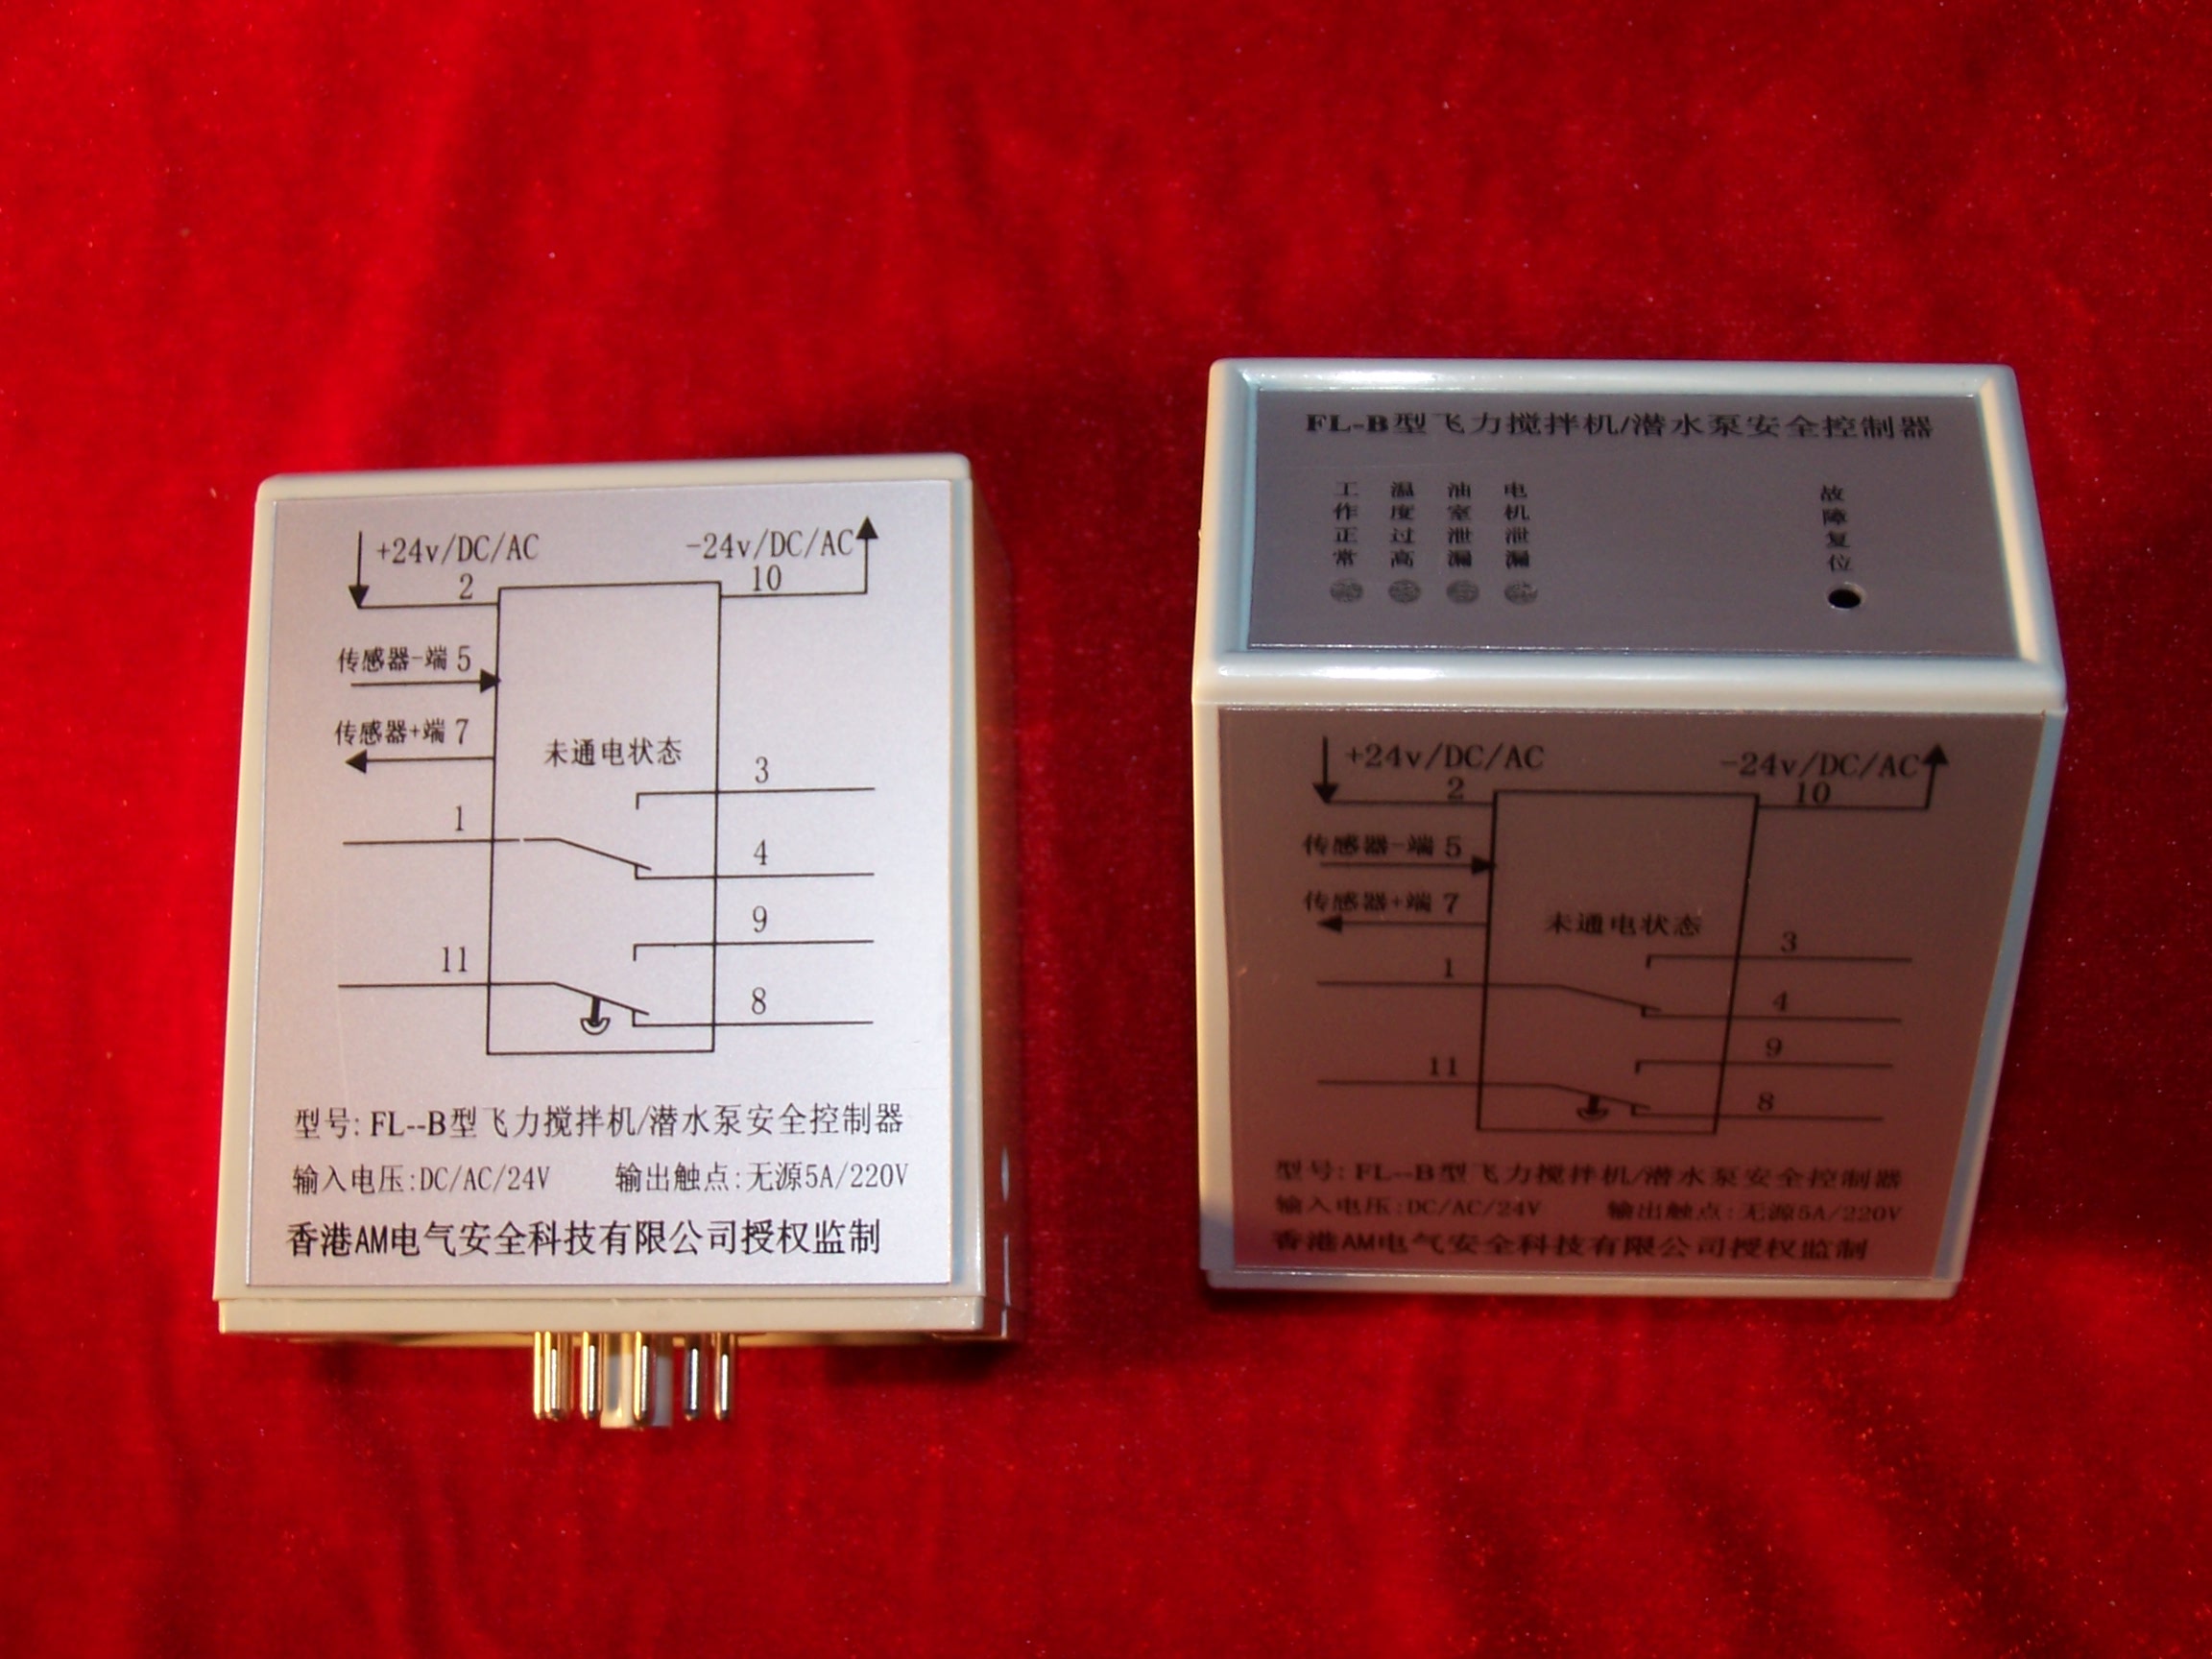 +24v/DC/AC
-24v/DC/AC
2
10
传感器-端 5
传感器+端 7
未通电状态
3
1
4
9
11
8
型号: FL--B型飞力搅拌机/潜水泵安全控制器
输入电压:DC/AC/24V 输出触点:无源5A/220V
香港AM电气安全科技有限公司授权监制
FL-B型飞力搅拌机/潜水泵安全控制器
工作正常
温度过高
油室泄漏
电机泄漏
故障复位
+24v/DC/AC
-24v/DC/AC
2
10
传感器-端 5
传感器+端 7
未通电状态
3
1
4
9
11
8
型号: FL--B型飞力搅拌机/潜水泵安全控制器
输入电压:DC/AC/24V 输出触点:无源5A/220V
香港AM电气安全科技有限公司授权监制